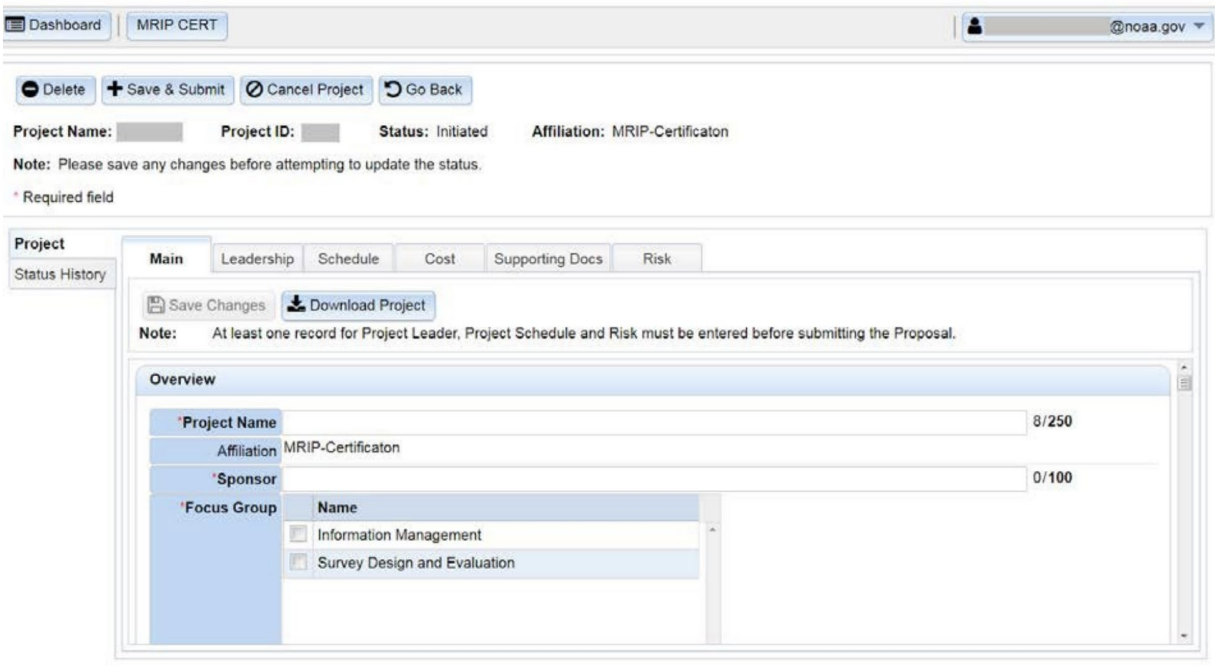 Dashboard MRIP CERT @noaa.gov
Delete Save & Submit Cancel Project Go Back
Project Name: Project ID: Status: Initiated Affiliation: MRIP-Certificaton
Note: Please save any changes before attempting to update the status.
* Required field
Project
Status History
Main Leadership Schedule Cost Supporting Docs Risk
Save Changes Download Project
Note: At least one record for Project Leader, Project Schedule and Risk must be entered before submitting the Proposal.
Overview
*Project Name 8/250
Affiliation MRIP-Certificaton
*Sponsor 0/100
*Focus Group Name
Information Management
Survey Design and Evaluation